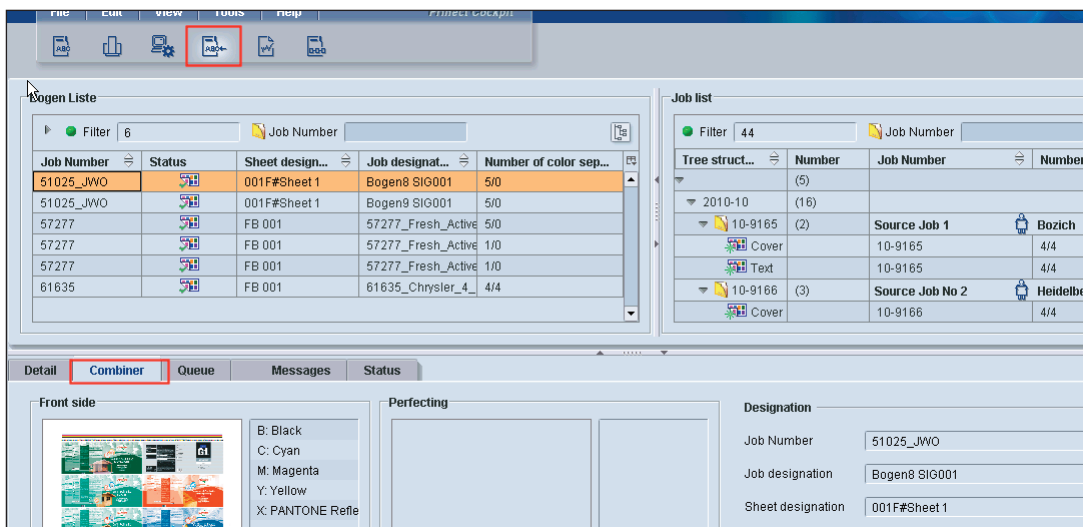 File Edit View Tools Help Prinect Cockpit
ABC ABC
Bogen Liste
Filter 6 Job Number
Job Number Status Sheet design... Job designat... Number of color sep...
51025_JWO 001F#Sheet 1 Bogen8 SIG001 5/0
51025_JWO 001F#Sheet 1 Bogen9 SIG001 5/0
57277 FB 001 57277_Fresh_Active 5/0
57277 FB 001 57277_Fresh_Active 1/0
57277 FB 001 57277_Fresh_Active 1/0
61635 FB 001 61635_Chrysler_4_ 4/4
Job list
Filter 44 Job Number
Tree struct... Number Job Number Number
(5)
2010-10 (16)
10-9165 (2) Source Job 1 Bozich
Cover 10-9165 4/4
Text 10-9165 4/4
10-9166 (3) Source Job No 2 Heidelbe
Cover 10-9166 4/4
Detail Combiner Queue Messages Status
Front side
G1
B: Black
C: Cyan
M: Magenta
Y: Yellow
X: PANTONE Refle
Perfecting
Designation
Job Number 51025_JWO
Job designation Bogen8 SIG001
Sheet designation 001F#Sheet 1